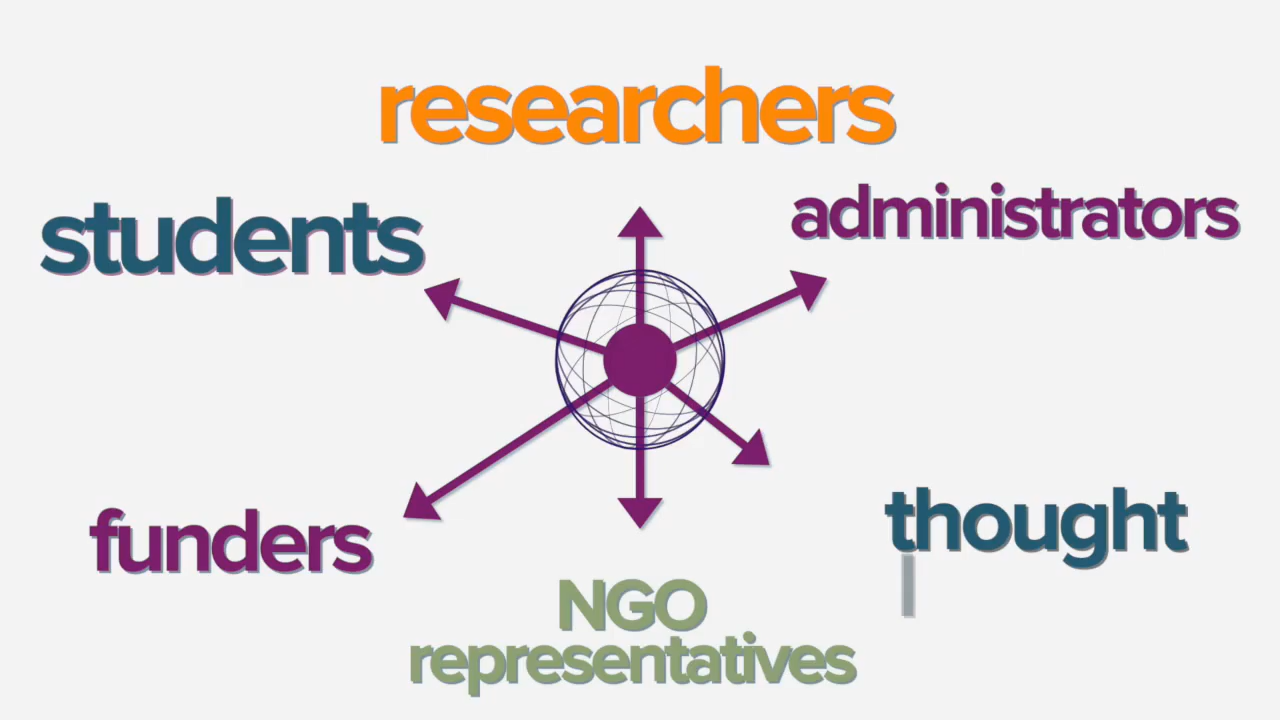 researchers
students
administrators
funders
thought
l
NGO
representatives